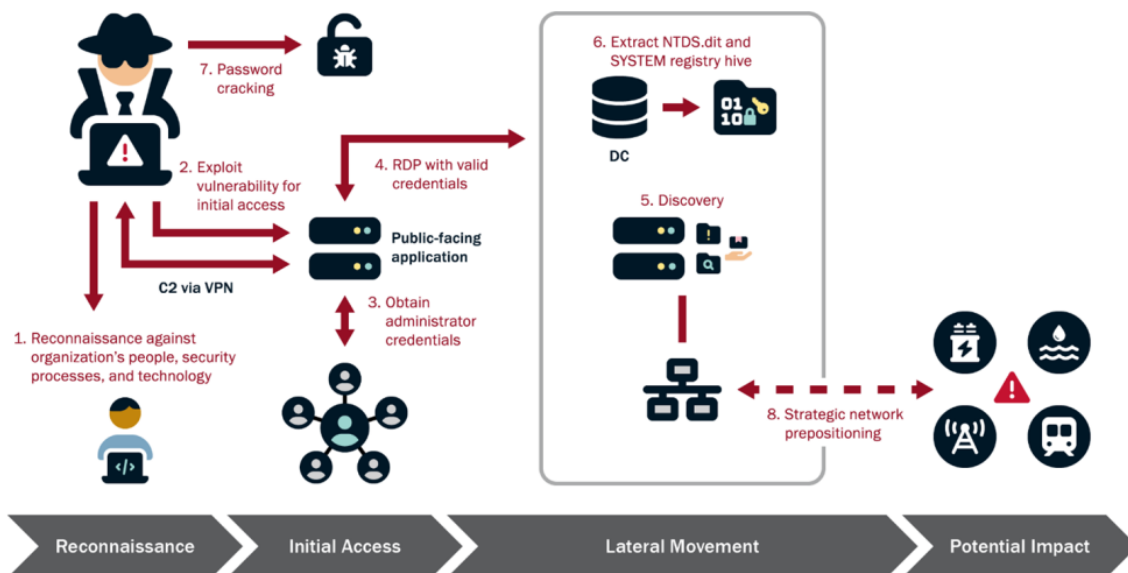 7. Password
cracking
6. Extract NTDS.dit and
SYSTEM registry hive
01
10
DC
2. Exploit
vulnerability for
initial access
4. RDP with valid
credentials
5. Discovery
Public-facing
application
C2 via VPN
3. Obtain
administrator
credentials
1. Reconnaissance against
organization's people, security
processes, and technology
</>
8. Strategic network
prepositioning
Reconnaissance
Initial Access
Lateral Movement
Potential Impact